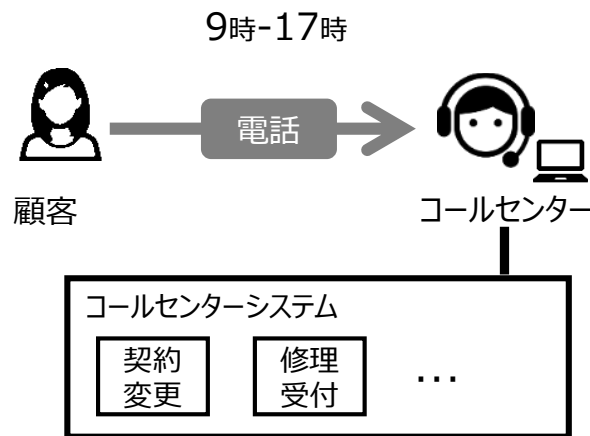 9時-17時
電話
顧客
コールセンター
コールセンターシステム
契約
変更
修理
受付
...